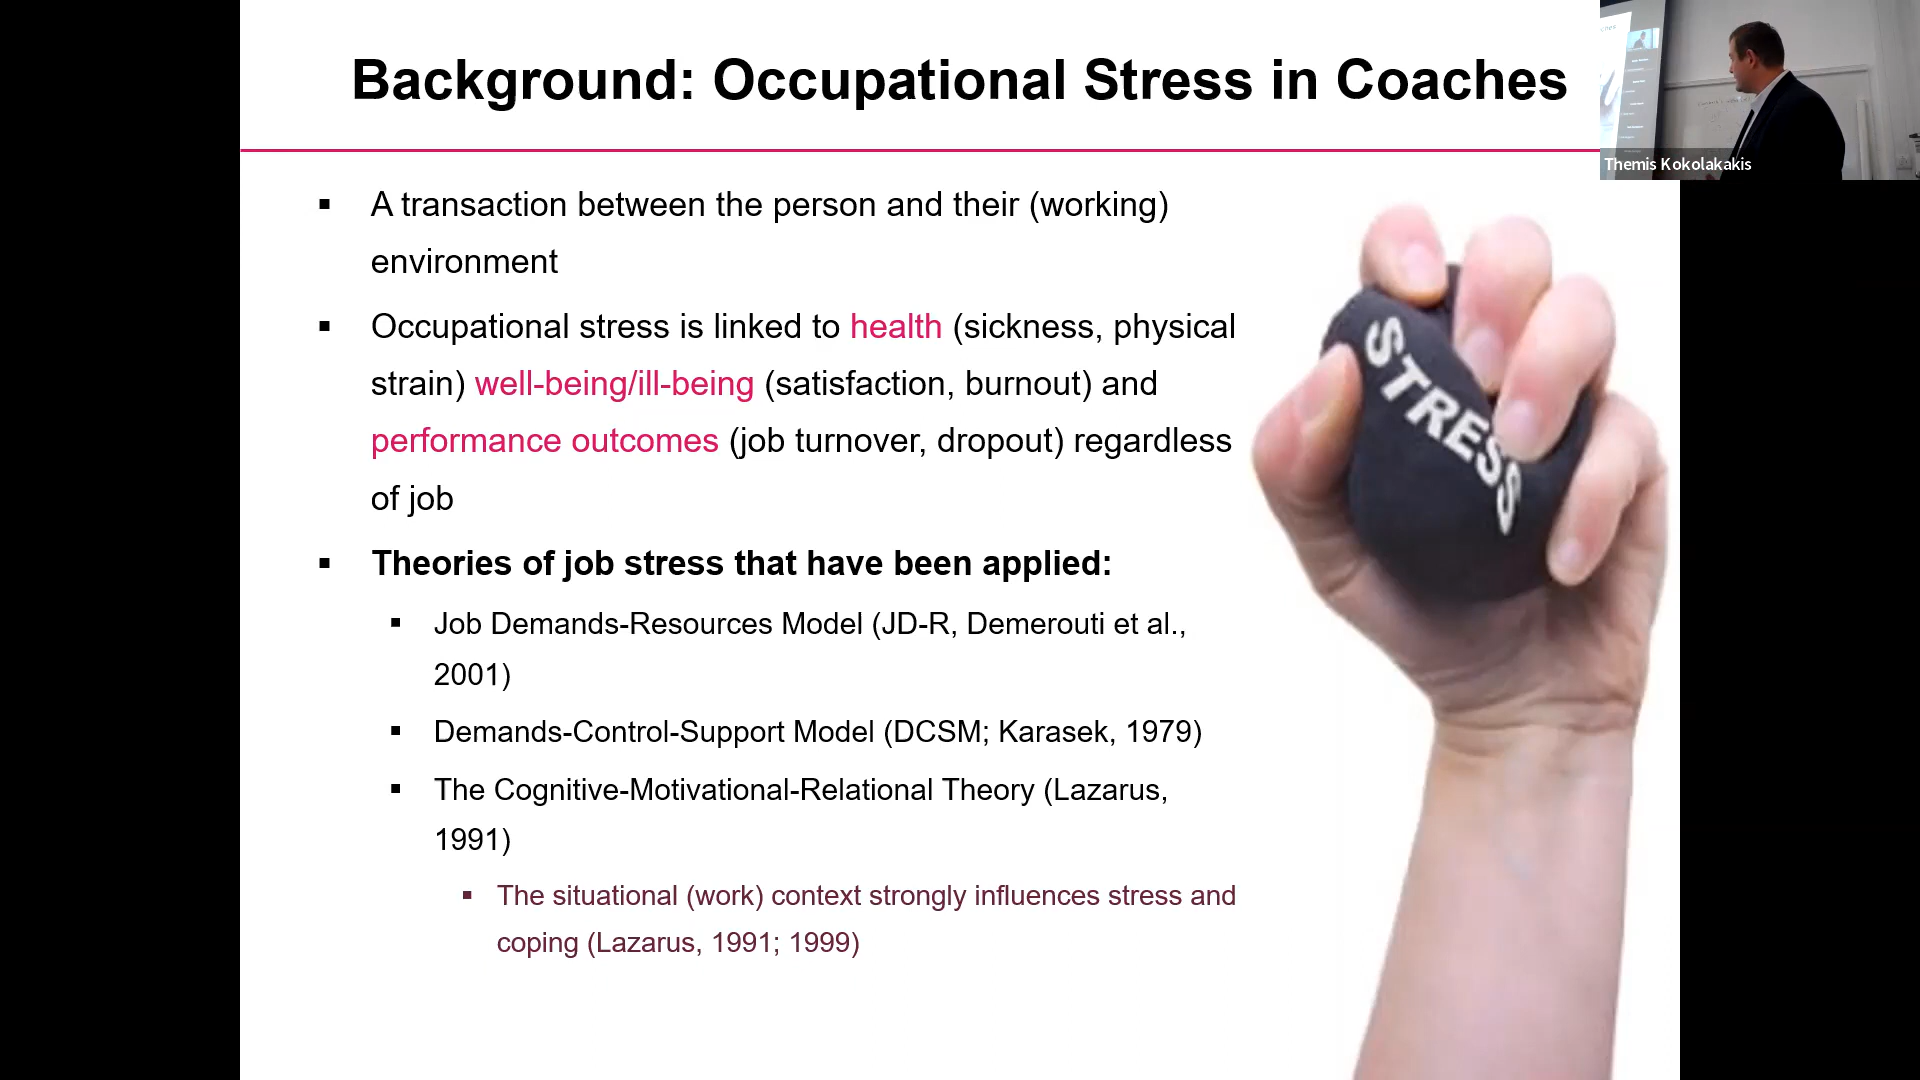 Background: Occupational Stress in Coaches
Themis Kokolakakis
▪ A transaction between the person and their (working)
environment
▪ Occupational stress is linked to health (sickness, physical
strain) well-being/ill-being (satisfaction, burnout) and
performance outcomes (job turnover, dropout) regardless
of job
▪ Theories of job stress that have been applied:
▪ Job Demands-Resources Model (JD-R, Demerouti et al.,
2001)
▪ Demands-Control-Support Model (DCSM; Karasek, 1979)
▪ The Cognitive-Motivational-Relational Theory (Lazarus,
1991)
▪ The situational (work) context strongly influences stress and
coping (Lazarus, 1991; 1999)
STRESS